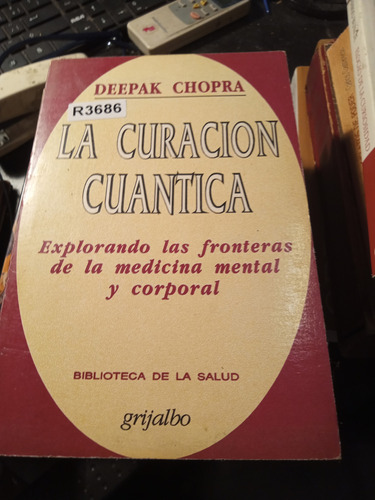 DEEPAK CHOPRA
R3686
LA CURACION
CUANTICA
Explorando las fronteras
de la medicina mental
y corporal
BIBLIOTECA DE LA SALUD
grijalbo